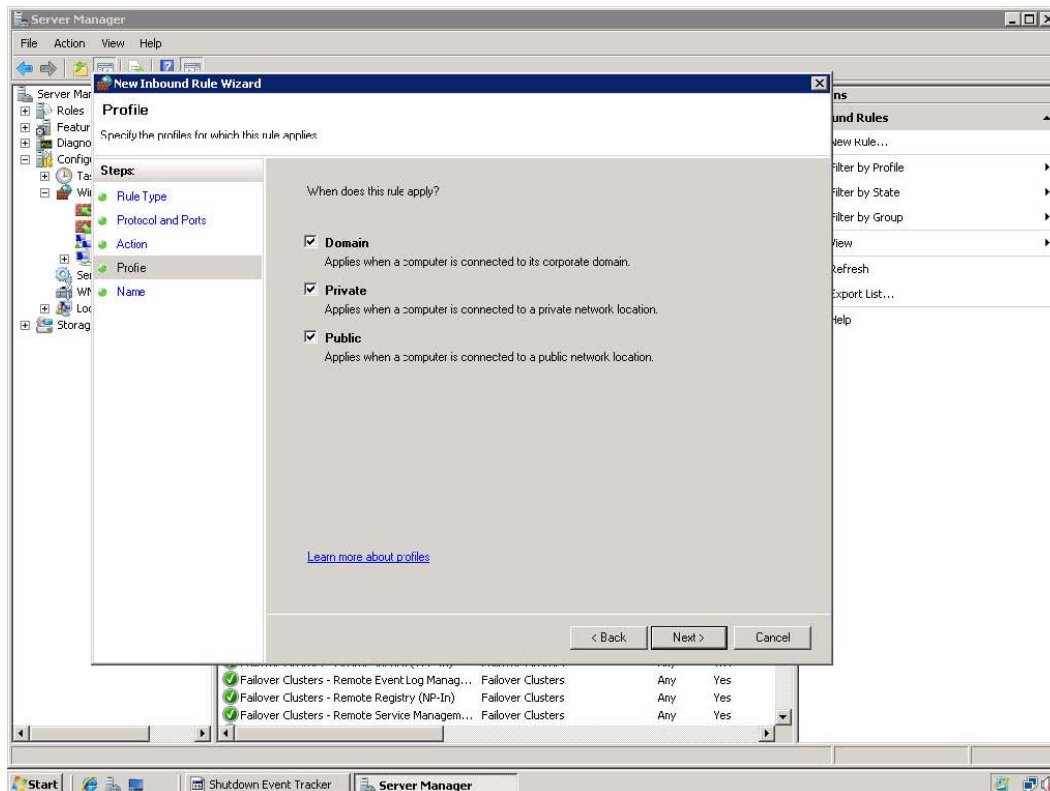 Server Manager
File Action View Help
New Inbound Rule Wizard
Profile
Specify the profiles for which this rule applies
Steps:
Rule Type
Protocol and Ports
Action
Profile
Name
When does this rule apply?
Domain
Applies when a computer is connected to its corporate domain.
Private
Applies when a computer is connected to a private network location.
Public
Applies when a computer is connected to a public network location.
Learn more about profiles
< Back Next > Cancel
Server Mar
Roles
Featur
Diagno
Config
Ta
Wi
Ser
WM
Loc
Storag
ns
und Rules
New Rule...
Filter by Profile
Filter by State
Filter by Group
View
Refresh
Export List...
Help
Failover Clusters - Remote Event Log Manag... Failover Clusters Any Yes
Failover Clusters - Remote Registry (NP-In) Failover Clusters Any Yes
Failover Clusters - Remote Service Managem... Failover Clusters Any Yes
Start Shutdown Event Tracker Server Manager